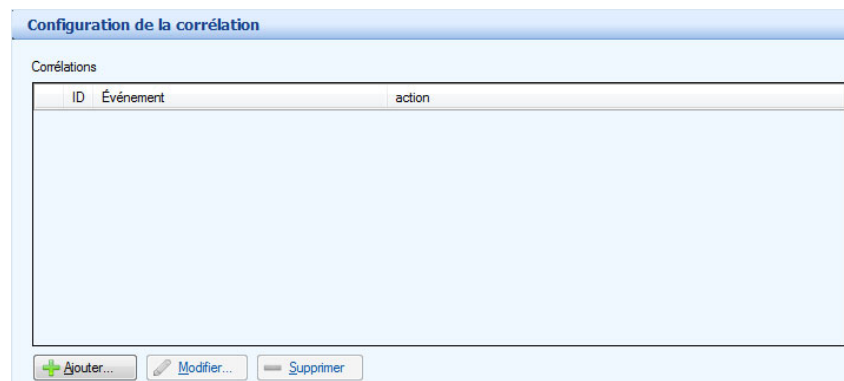 Configuration de la corrélation
Corrélations
ID Événement action
Ajouter... Modifier... Supprimer